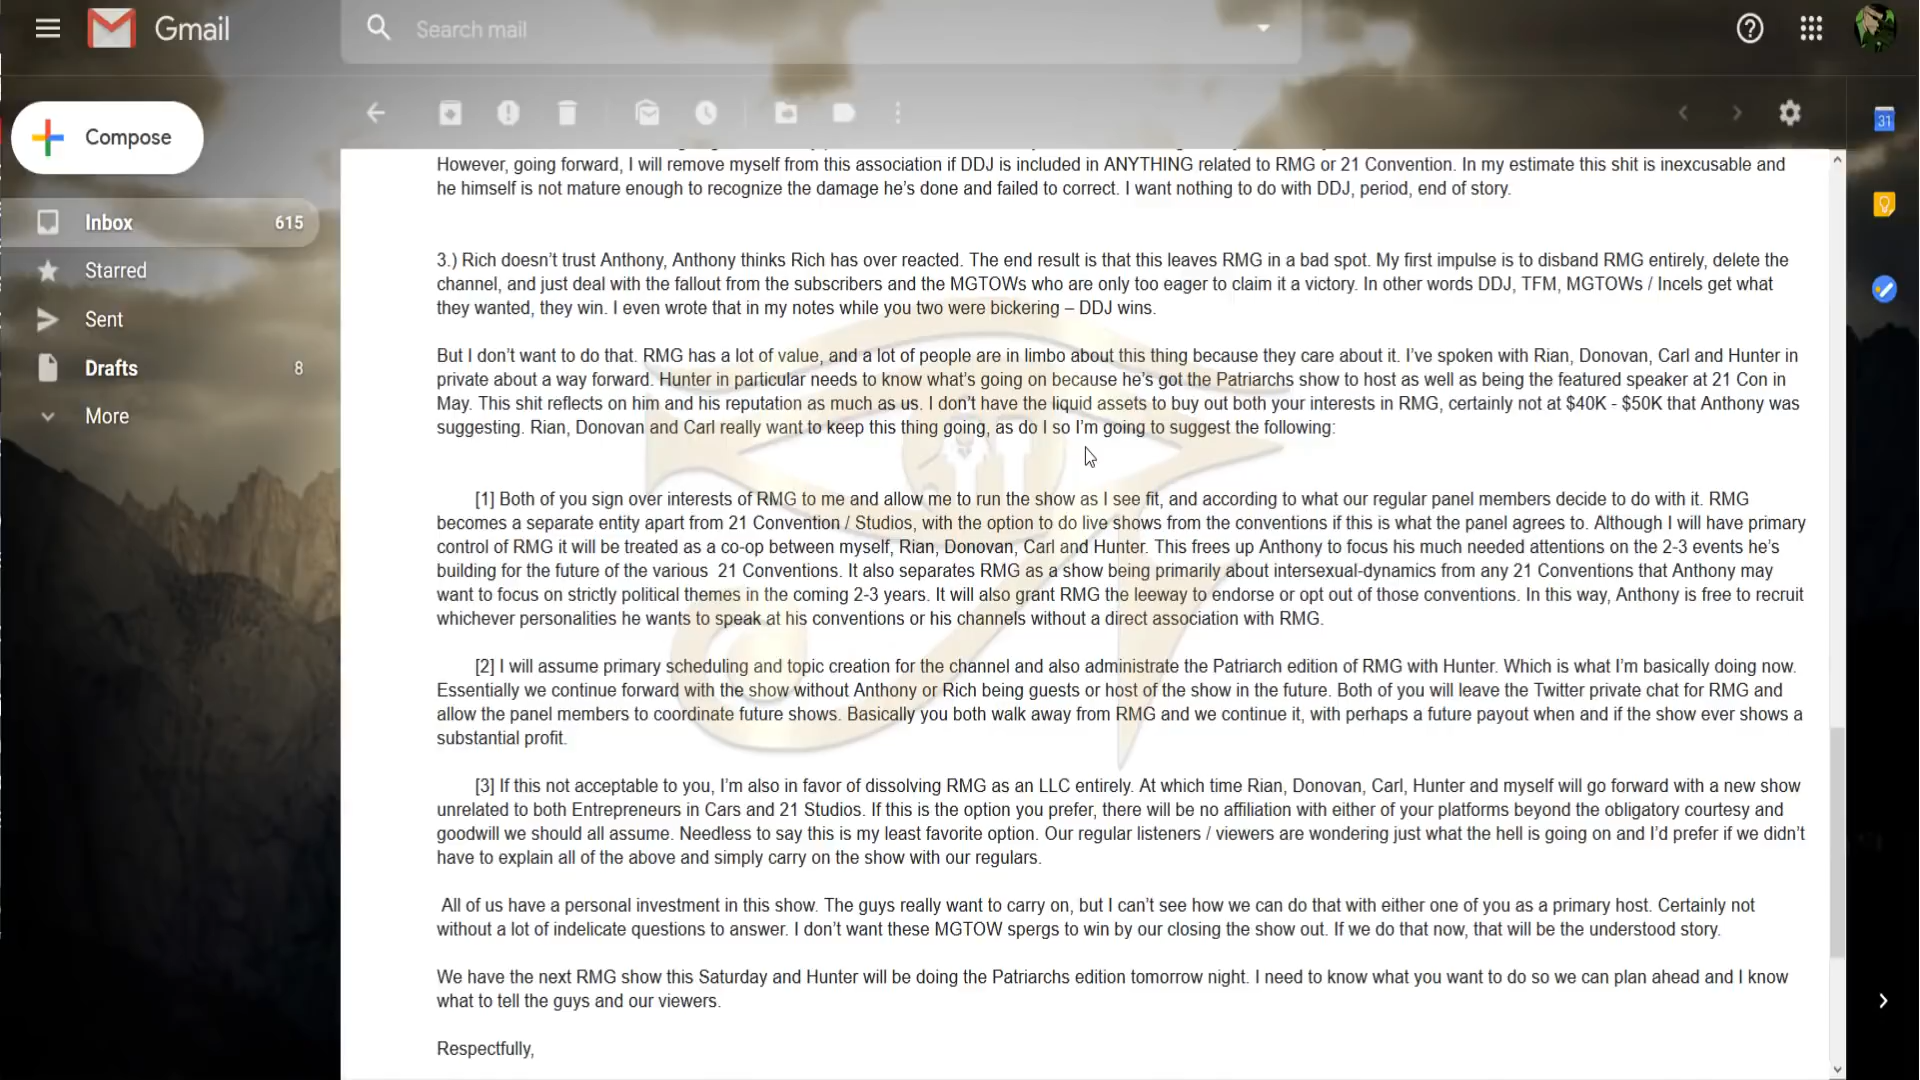 Gmail
Search mail
Compose
Inbox 615
Starred
Sent
Drafts 8
More
31
However, going forward, I will remove myself from this association if DDJ is included in ANYTHING related to RMG or 21 Convention. In my estimate this shit is inexcusable and
he himself is not mature enough to recognize the damage he's done and failed to correct. I want nothing to do with DDJ, period, end of story.
3.) Rich doesn't trust Anthony, Anthony thinks Rich has over reacted. The end result is that this leaves RMG in a bad spot. My first impulse is to disband RMG entirely, delete the
channel, and just deal with the fallout from the subscribers and the MGTOWs who are only too eager to claim it a victory. In other words DDJ, TFM, MGTOWs / Incels get what
they wanted, they win. I even wrote that in my notes while you two were bickering – DDJ wins.
But I don't want to do that. RMG has a lot of value, and a lot of people are in limbo about this thing because they care about it. I've spoken with Rian, Donovan, Carl and Hunter in
private about a way forward. Hunter in particular needs to know what's going on because he's got the Patriarchs show to host as well as being the featured speaker at 21 Con in
May. This shit reflects on him and his reputation as much as us. I don't have the liquid assets to buy out both your interests in RMG, certainly not at $40K - $50K that Anthony was
suggesting. Rian, Donovan and Carl really want to keep this thing going, as do I so I'm going to suggest the following:
[1] Both of you sign over interests of RMG to me and allow me to run the show as I see fit, and according to what our regular panel members decide to do with it. RMG
becomes a separate entity apart from 21 Convention / Studios, with the option to do live shows from the conventions if this is what the panel agrees to. Although I will have primary
control of RMG it will be treated as a co-op between myself, Rian, Donovan, Carl and Hunter. This frees up Anthony to focus his much needed attentions on the 2-3 events he's
building for the future of the various 21 Conventions. It also separates RMG as a show being primarily about intersexual-dynamics from any 21 Conventions that Anthony may
want to focus on strictly political themes in the coming 2-3 years. It will also grant RMG the leeway to endorse or opt out of those conventions. In this way, Anthony is free to recruit
whichever personalities he wants to speak at his conventions or his channels without a direct association with RMG.
[2] I will assume primary scheduling and topic creation for the channel and also administrate the Patriarch edition of RMG with Hunter. Which is what I'm basically doing now.
Essentially we continue forward with the show without Anthony or Rich being guests or host of the show in the future. Both of you will leave the Twitter private chat for RMG and
allow the panel members to coordinate future shows. Basically you both walk away from RMG and we continue it, with perhaps a future payout when and if the show ever shows a
substantial profit.
[3] If this not acceptable to you, I'm also in favor of dissolving RMG as an LLC entirely. At which time Rian, Donovan, Carl, Hunter and myself will go forward with a new show
unrelated to both Entrepreneurs in Cars and 21 Studios. If this is the option you prefer, there will be no affiliation with either of your platforms beyond the obligatory courtesy and
goodwill we should all assume. Needless to say this is my least favorite option. Our regular listeners / viewers are wondering just what the hell is going on and I'd prefer if we didn't
have to explain all of the above and simply carry on the show with our regulars.
All of us have a personal investment in this show. The guys really want to carry on, but I can't see how we can do that with either one of you as a primary host. Certainly not
without a lot of indelicate questions to answer. I don't want these MGTOW spergs to win by our closing the show out. If we do that now, that will be the understood story.
We have the next RMG show this Saturday and Hunter will be doing the Patriarchs edition tomorrow night. I need to know what you want to do so we can plan ahead and I know
what to tell the guys and our viewers.
Respectfully,